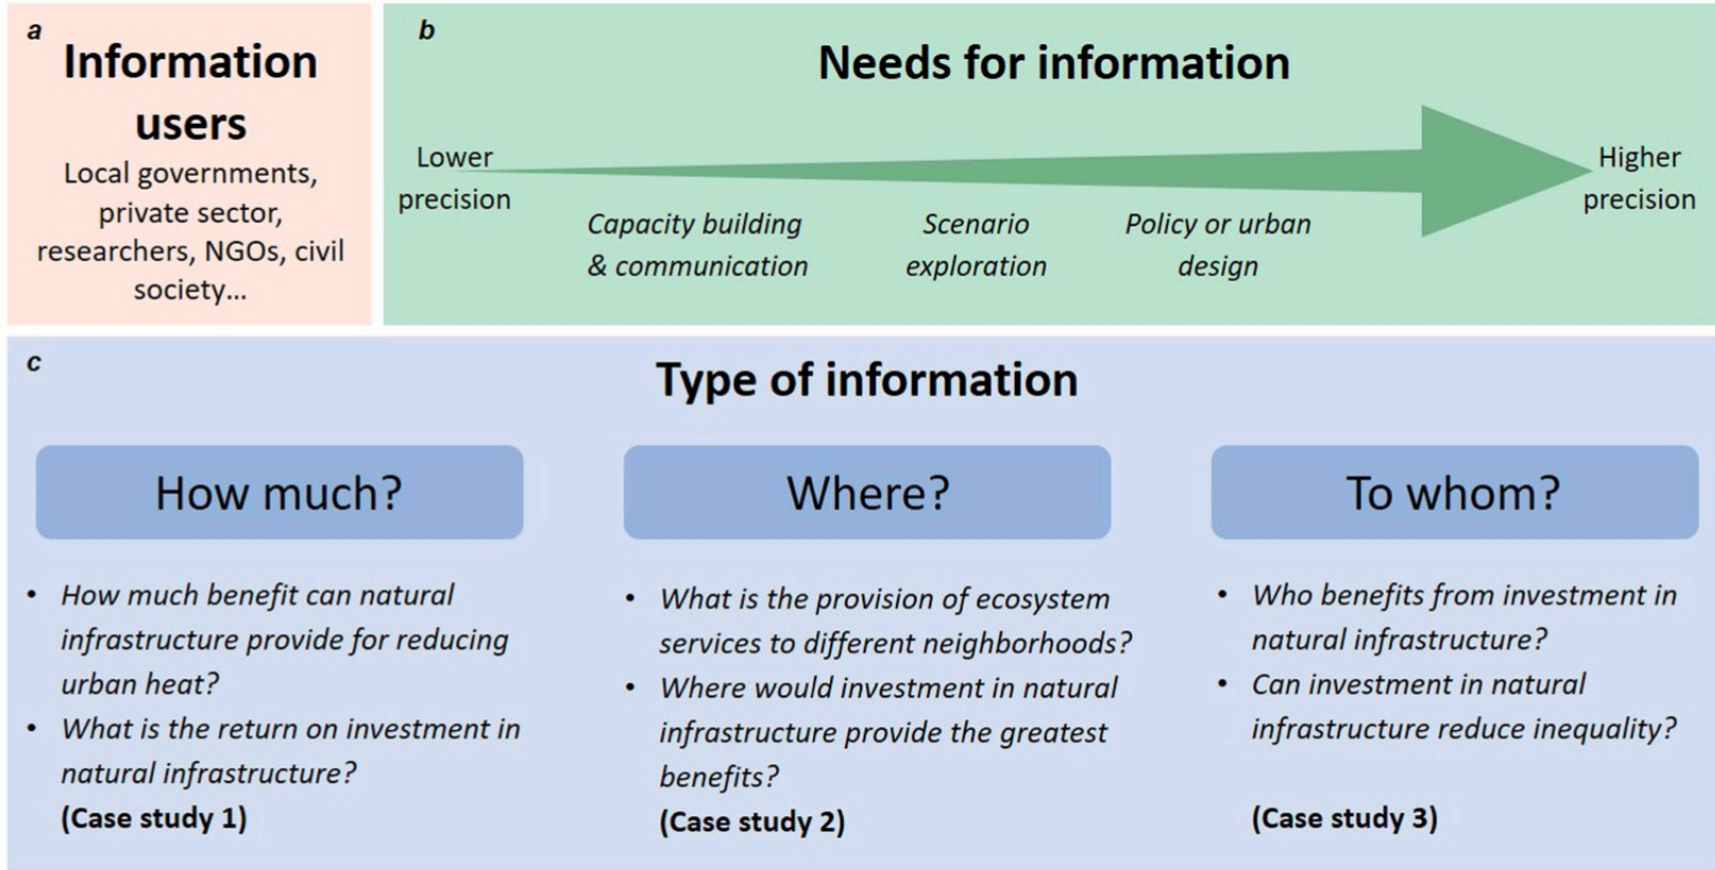 a
Information
users
Local governments,
private sector,
researchers, NGOs, civil
society...
b
Needs for information
Lower
precision
Higher
precision
Capacity building
& communication
Scenario
exploration
Policy or urban
design
c
Type of information
How much?
• How much benefit can natural
infrastructure provide for reducing
urban heat?
• What is the return on investment in
natural infrastructure?
(Case study 1)
Where?
• What is the provision of ecosystem
services to different neighborhoods?
• Where would investment in natural
infrastructure provide the greatest
benefits?
(Case study 2)
To whom?
• Who benefits from investment in
natural infrastructure?
• Can investment in natural
infrastructure reduce inequality?
(Case study 3)